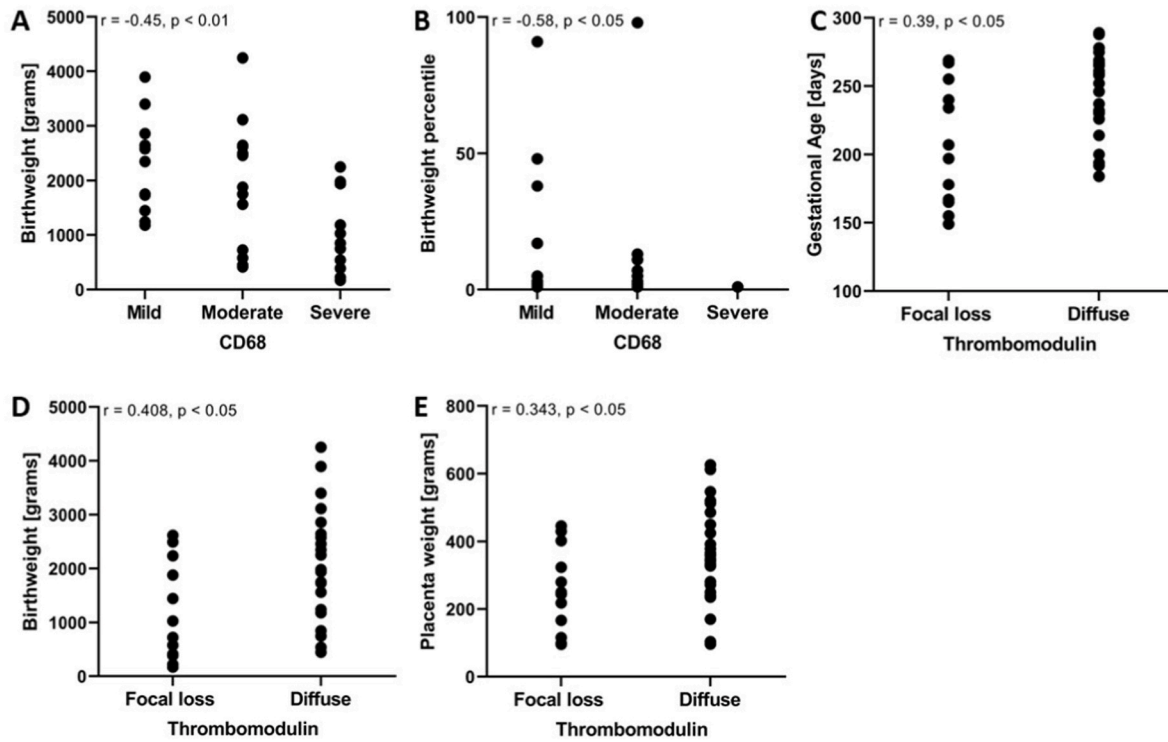 A
r = -0.45, p < 0.01
Birthweight [grams]
5000
4000
3000
2000
1000
0
Mild
Moderate
Severe
CD68
B
r = -0.58, p < 0.05
Birthweight percentile
100
50
0
Mild
Moderate
Severe
CD68
C
r = 0.39, p < 0.05
Gestational Age [days]
300
250
200
150
100
Focal loss
Diffuse
Thrombomodulin
D
r = 0.408, p < 0.05
Birthweight [grams]
5000
4000
3000
2000
1000
0
Focal loss
Diffuse
Thrombomodulin
E
r = 0.343, p < 0.05
Placenta weight [grams]
800
600
400
200
0
Focal loss
Diffuse
Thrombomodulin